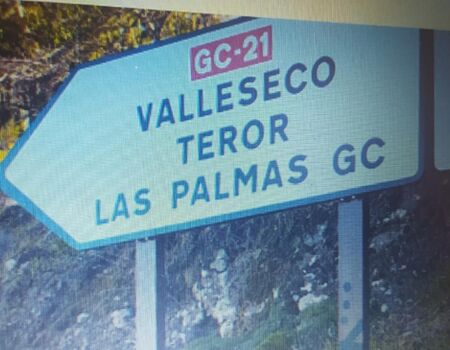 GC-21
VALLESECO
TEROR
LAS PALMAS GC